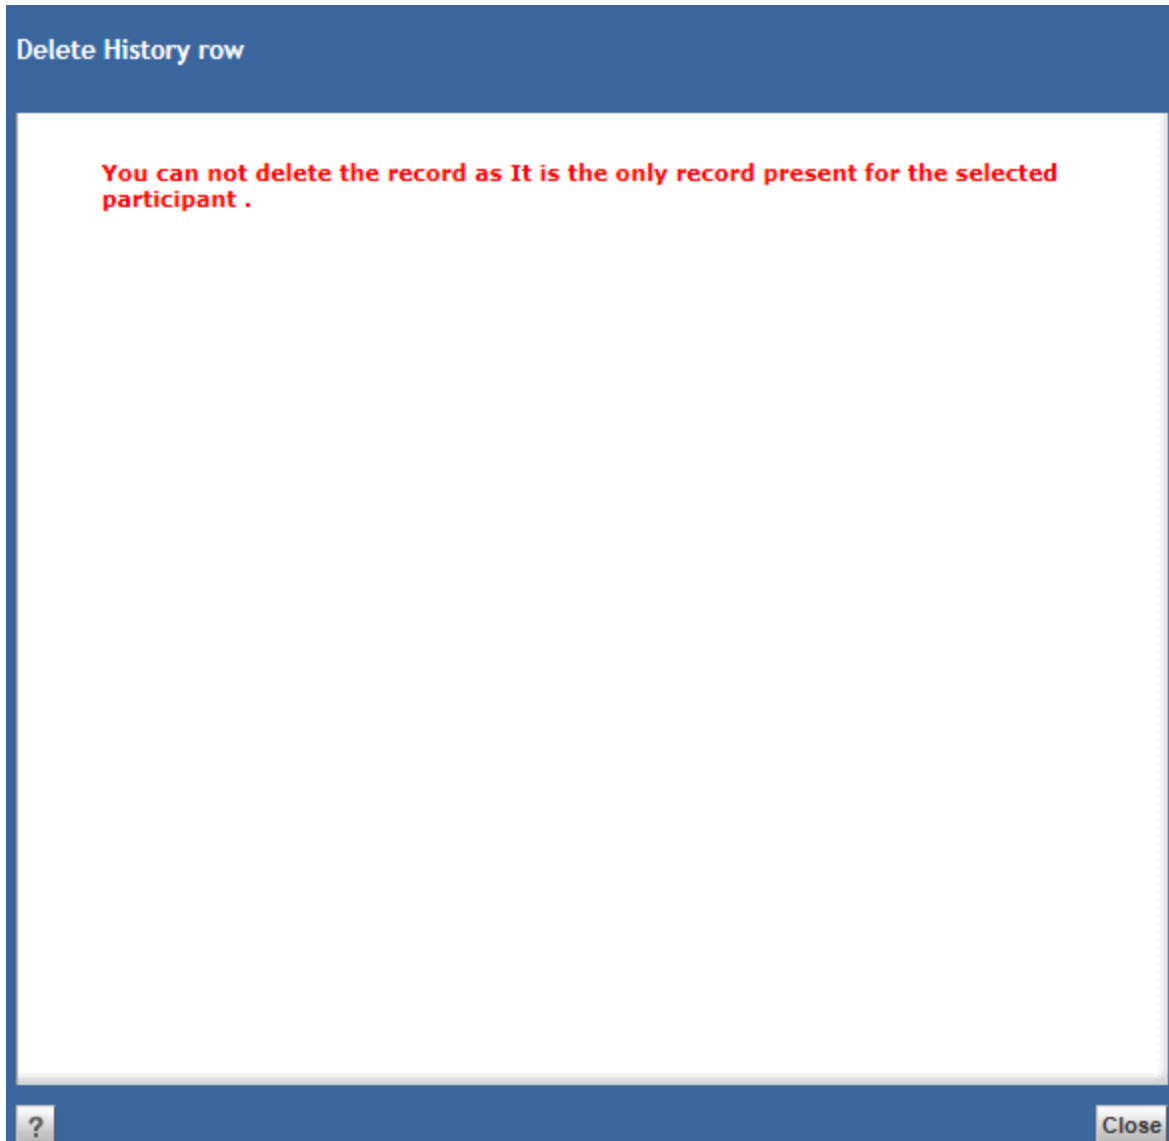 Delete History row
You can not delete the record as It is the only record present for the selected
participant .
?
Close